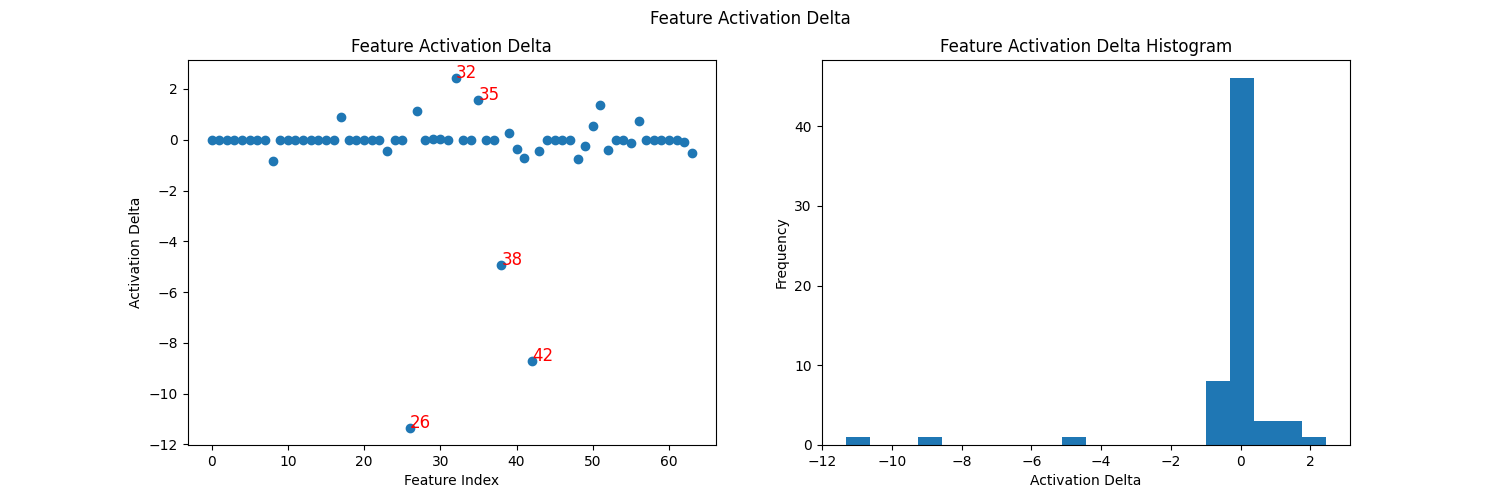 Feature Activation Delta
Feature Activation Delta
32
35
38
42
26
2
0
−2
−4
−6
−8
−10
−12
Activation Delta
0 10 20 30 40 50 60
Feature Index
Feature Activation Delta Histogram
40
30
20
10
0
Frequency
−12 −10 −8 −6 −4 −2 0 2
Activation Delta